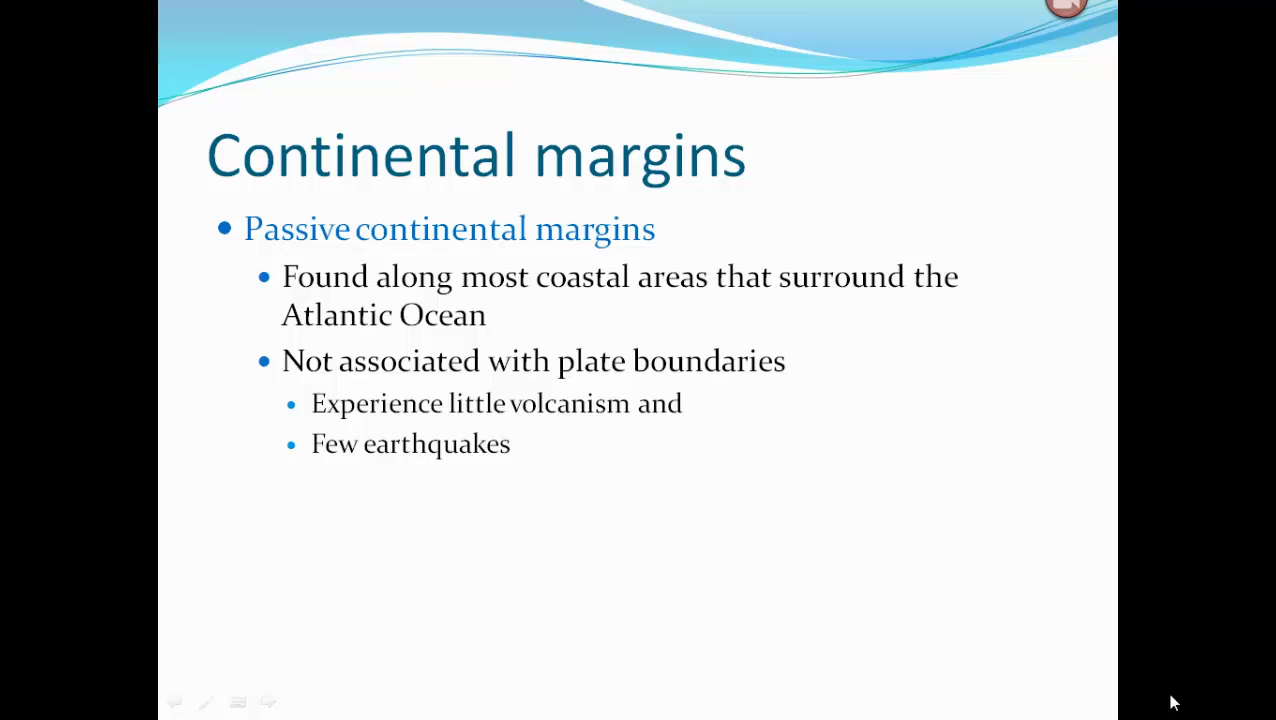 Continental margins
Passive continental margins
Found along most coastal areas that surround the
Atlantic Ocean
Not associated with plate boundaries
Experience little volcanism and
Few earthquakes